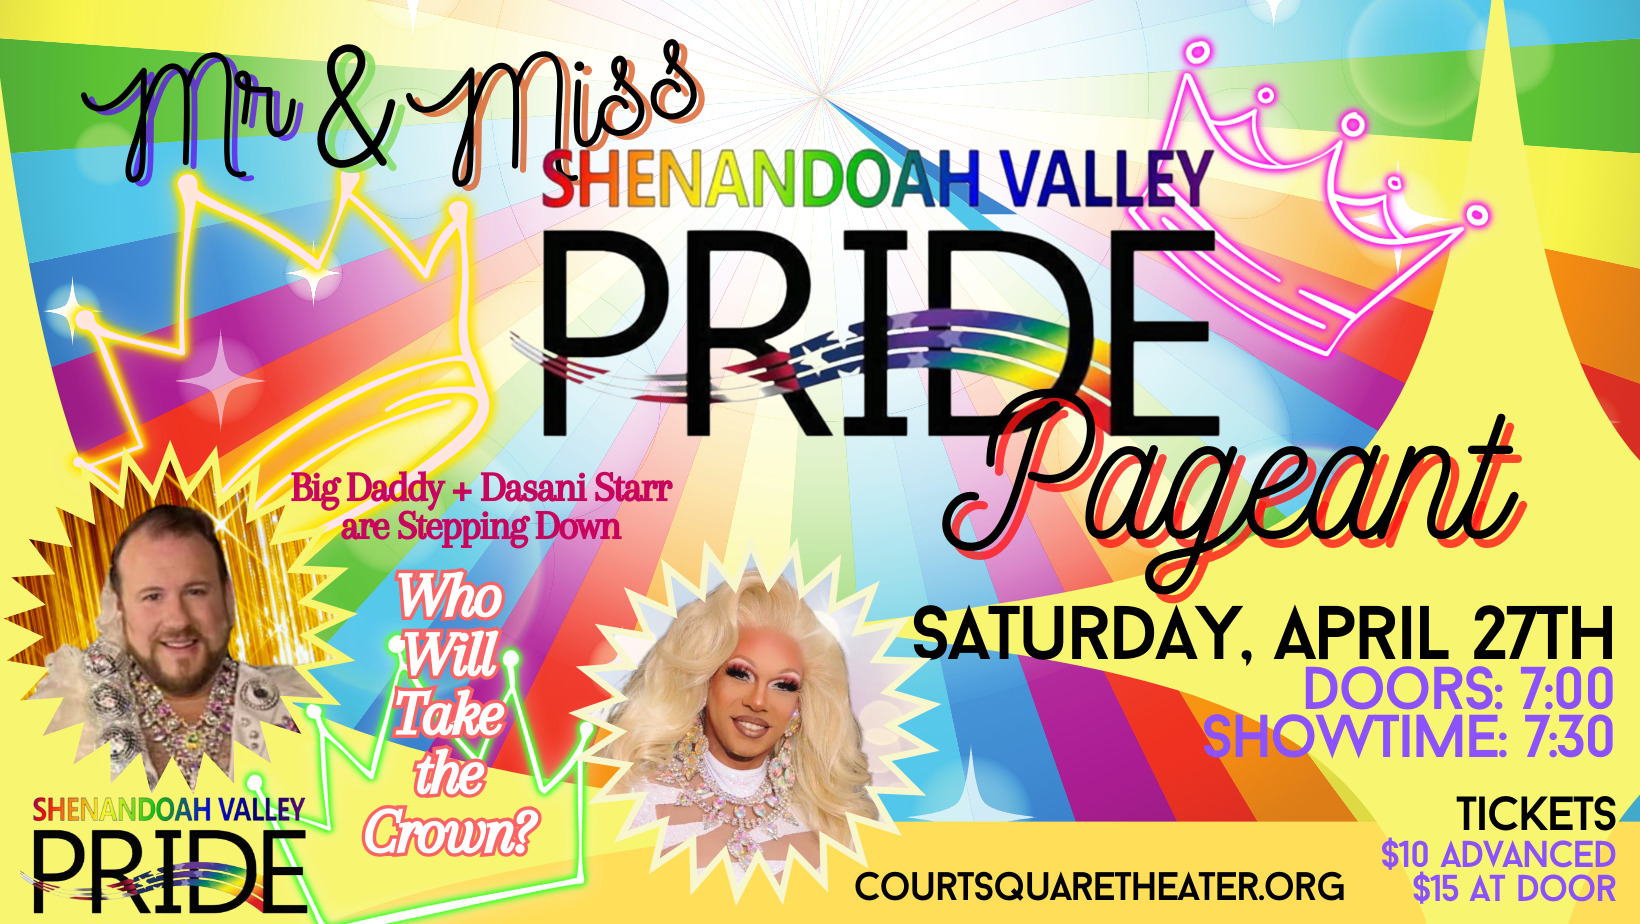 Mr & Miss
SHENANDOAH VALLEY
PRIDE
Pageant
Big Daddy + Dasani Starr
are Stepping Down
Who
Will
Take
the
Crown?
SATURDAY, APRIL 27TH
DOORS: 7:00
SHOWTIME: 7:30
TICKETS
$10 ADVANCED
$15 AT DOOR
COURTSQUARETHEATER.ORG
SHENANDOAH VALLEY
PRIDE